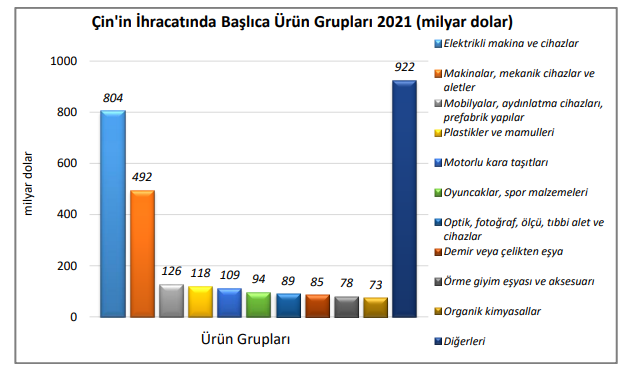 Çin'in İhracatında Başlıca Ürün Grupları 2021 (milyar dolar)
1000
800
600
400
200
0
milyar dolar
804
492
126
118
109
94
89
85
78
73
922
Ürün Grupları
Elektrikli makina ve cihazlar
Makinalar, mekanik cihazlar ve
aletler
Mobilyalar, aydınlatma cihazları,
prefabrik yapılar
Plastikler ve mamulleri
Motorlu kara taşıtları
Oyuncaklar, spor malzemeleri
Optik, fotoğraf, ölçü, tıbbi alet ve
cihazlar
Demir veya çelikten eşya
Örme giyim eşyası ve aksesuarı
Organik kimyasallar
Diğerleri